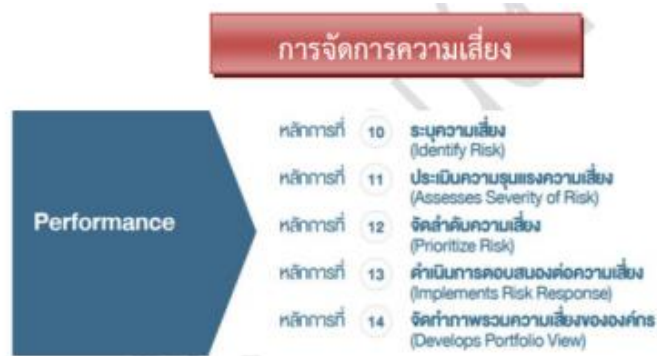 การจัดการความเสี่ยง
Performance
หลักการที่ 10 ระบุความเสี่ยง
(Identify Risk)
หลักการที่ 11 ประเมินความรุนแรงความเสี่ยง
(Assesses Severity of Risk)
หลักการที่ 12 จัดลำดับความเสี่ยง
(Prioritize Risk)
หลักการที่ 13 ดำเนินการตอบสนองต่อความเสี่ยง
(Implements Risk Response)
หลักการที่ 14 จัดทำภาพรวมความเสี่ยงขององค์กร
(Develops Portfolio View)